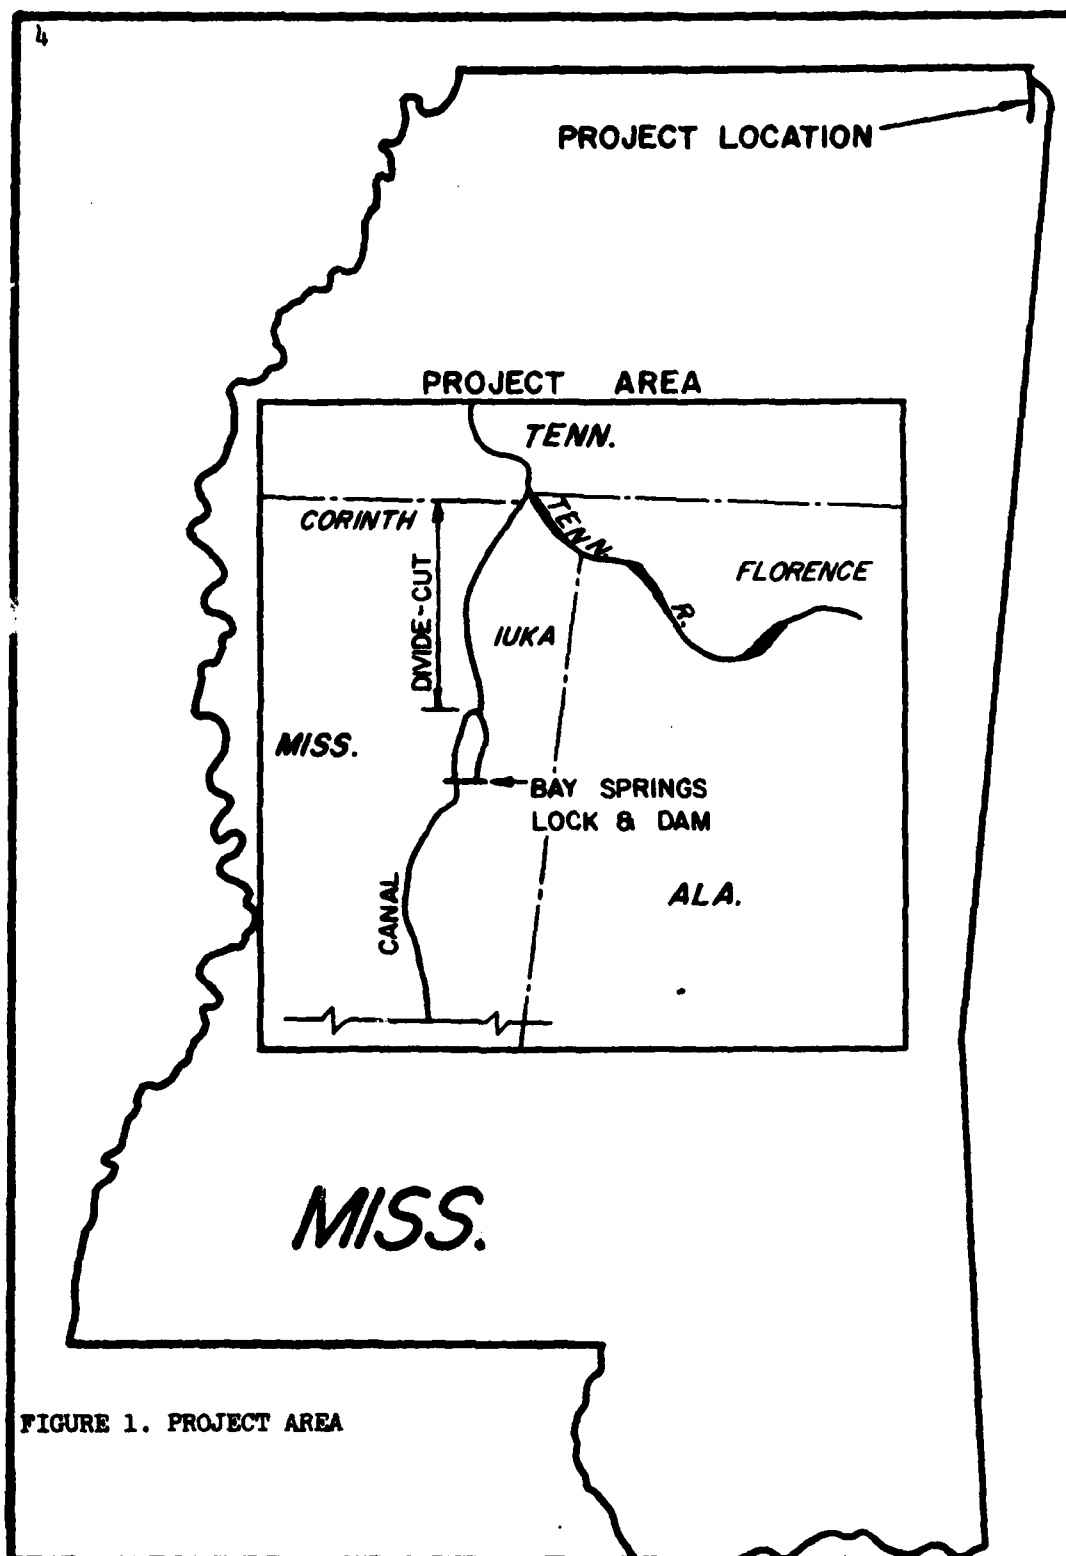 4
PROJECT LOCATION
PROJECT AREA
TENN.
CORINTH
TENN. R.
FLORENCE
DIVIDE-CUT
IUKA
MISS.
BAY SPRINGS
LOCK & DAM
CANAL
ALA.
MISS.
FIGURE 1. PROJECT AREA